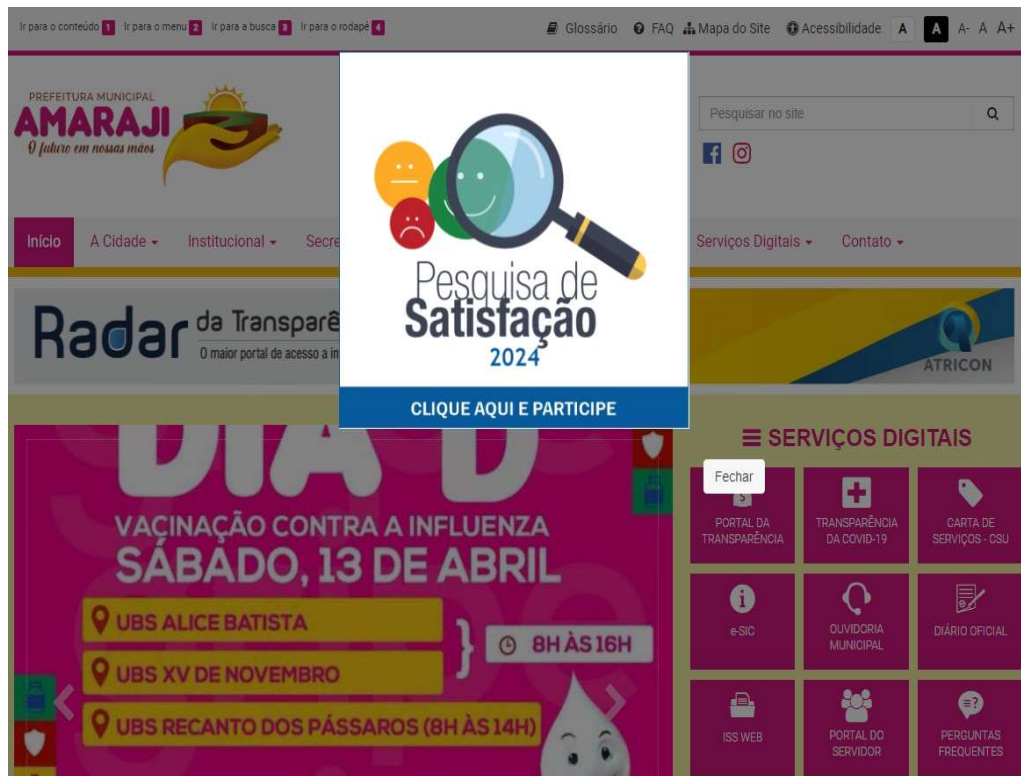 Ir para o conteúdo 1 Ir para o menu 2 Ir para a busca 3 Ir para o rodapé 4
Glossário FAQ Mapa do Site Acessibilidade A A A- A A+
PREFEITURA MUNICIPAL
AMARAJI
O futuro em nossas mãos
Pesquisar no site
Início A Cidade Institucional Secre
Serviços Digitais Contato
Radar da Transparê
O maior portal de acesso a in
ATRICON
Pesquisa de
Satisfação
2024
CLIQUE AQUI E PARTICIPE
Fechar
DIA D
VACINAÇÃO CONTRA A INFLUENZA
SÁBADO, 13 DE ABRIL
UBS ALICE BATISTA
UBS XV DE NOVEMBRO
8H ÀS 16H
UBS RECANTO DOS PÁSSAROS (8H ÀS 14H)
SERVIÇOS DIGITAIS
PORTAL DA
TRANSPARÊNCIA
TRANSPARÊNCIA
DA COVID-19
CARTA DE
SERVIÇOS - CSU
e-SIC
OUVIDORIA
MUNICIPAL
DIÁRIO OFICIAL
ISS WEB
PORTAL DO
SERVIDOR
PERGUNTAS
FREQUENTES